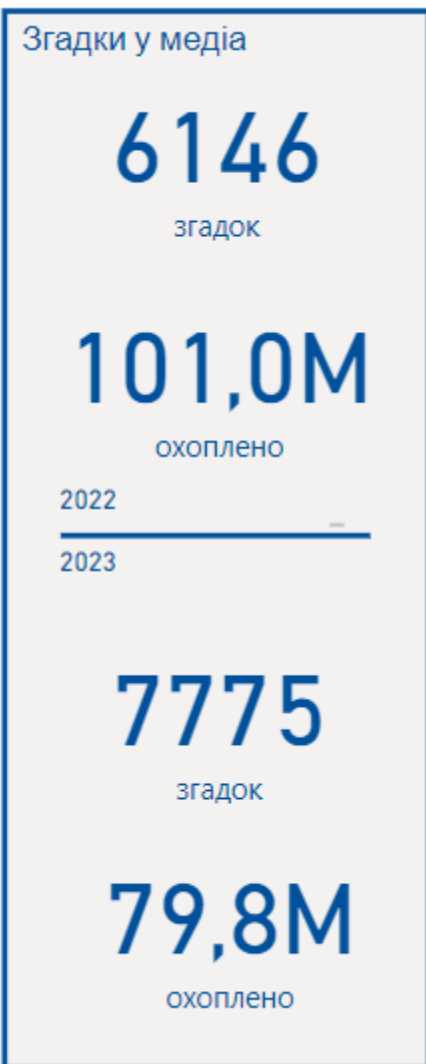 Згадки у медіа
6146
згадок
101,0M
охоплено
2022
2023
7775
згадок
79,8M
охоплено